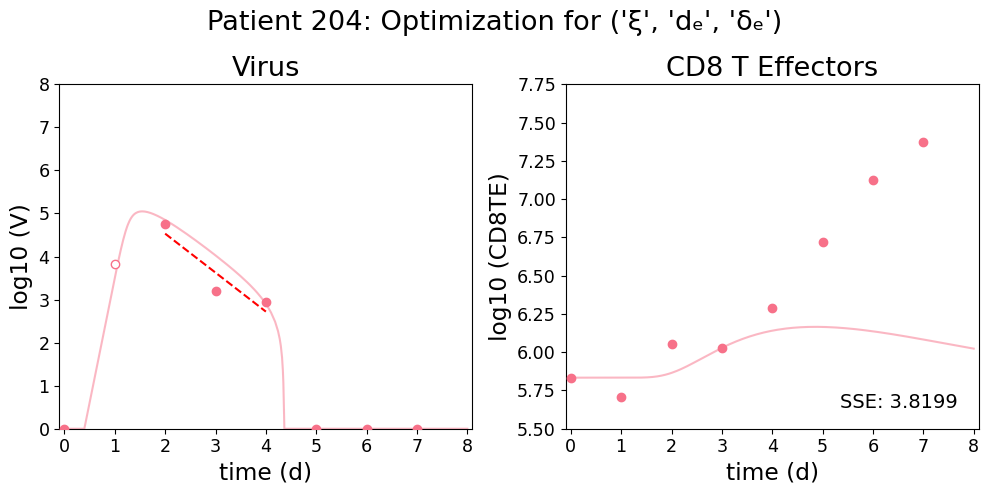 Patient 204: Optimization for ('ξ', 'dₑ', 'δₑ')
Virus
CD8 T Effectors
log10 (V)
8
7
6
5
4
3
2
1
0
0 1 2 3 4 5 6 7 8
time (d)
log10 (CD8TE)
7.75
7.50
7.25
7.00
6.75
6.50
6.25
6.00
5.75
5.50
SSE: 3.8199
0 1 2 3 4 5 6 7 8
time (d)